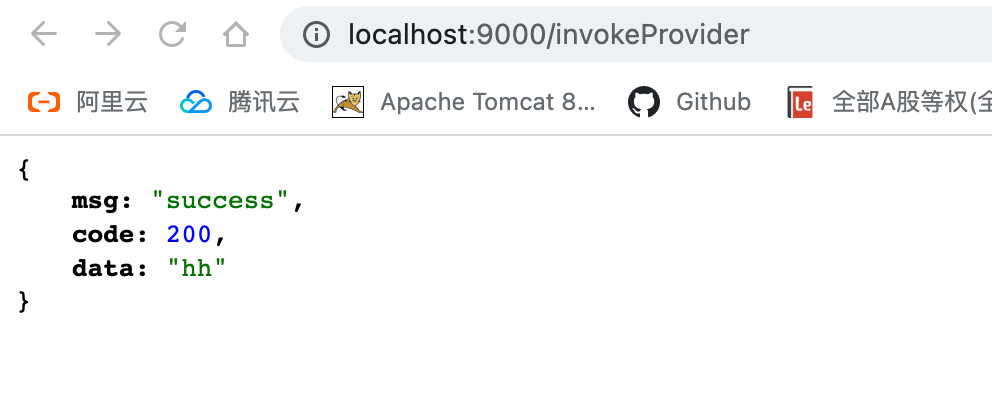 localhost:9000/invokeProvider
阿里云 腾讯云 Apache Tomcat 8... Github Le 全部A股等权(全
{
msg: "success",
code: 200,
data: "hh"
}